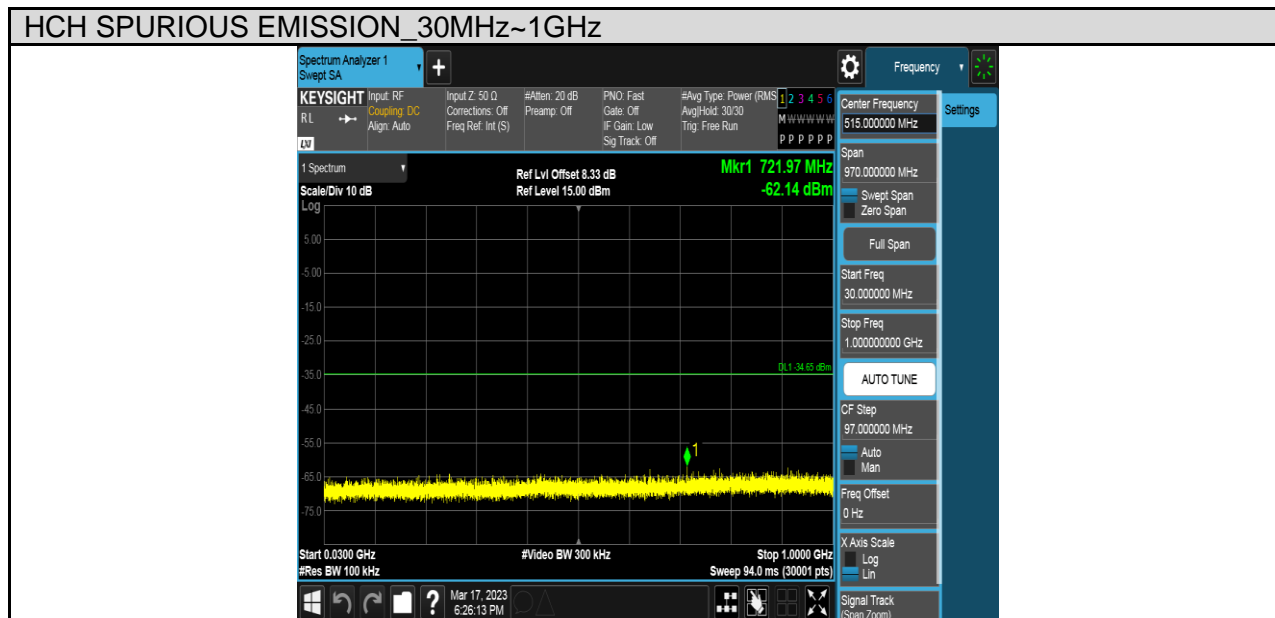 HCH SPURIOUS EMISSION_30MHz~1GHz
Spectrum Analyzer 1
Swept SA
+
Frequency
KEYSIGHT
RL
LXI
Input: RF
Coupling: DC
Align: Auto
Input Z: 50 Ω
Corrections: Off
Freq Ref: Int (S)
#Atten: 20 dB
Preamp: Off
PNO: Fast
Gate: Off
IF Gain: Low
Sig Track: Off
#Avg Type: Power (RMS
Avg|Hold: 30/30
Trig: Free Run
1 2 3 4 5 6
M W W W W W
P P P P P P
Center Frequency
515.000000 MHz
Settings
1 Spectrum
Scale/Div 10 dB
Log
Ref Lvl Offset 8.33 dB
Ref Level 15.00 dBm
Mkr1 721.97 MHz
-62.14 dBm
Span
970.000000 MHz
Swept Span
Zero Span
Full Span
Start Freq
30.000000 MHz
Stop Freq
1.000000000 GHz
AUTO TUNE
CF Step
97.000000 MHz
Auto
Man
Freq Offset
0 Hz
X Axis Scale
Log
Lin
Signal Track
(Span Zoom)
5.00
-5.00
-15.0
-25.0
-35.0
DL1 -34.65 dBm
-45.0
-55.0
1
-65.0
-75.0
Start 0.0300 GHz
#Video BW 300 kHz
Stop 1.0000 GHz
#Res BW 100 kHz
Sweep 94.0 ms (30001 pts)
?
Mar 17, 2023
6:26:13 PM